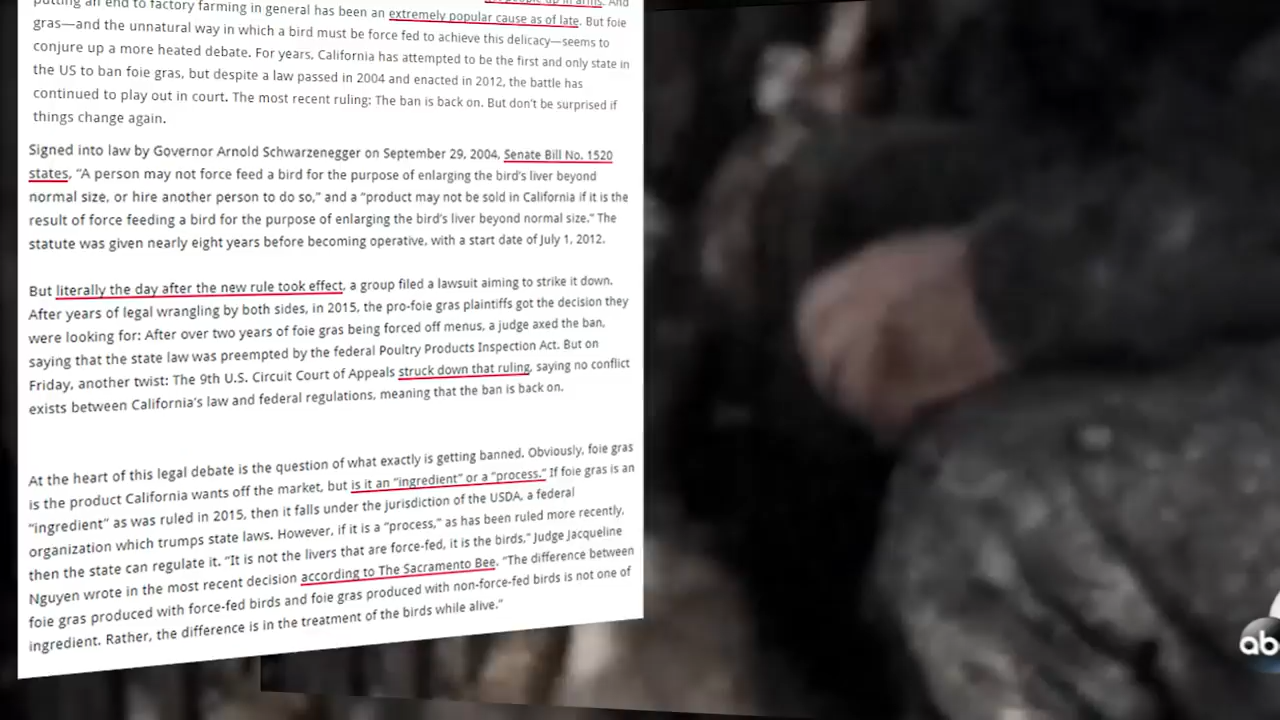 putting an end to factory farming in general has been an extremely popular cause as of late. But foie
gras—and the unnatural way in which a bird must be force fed to achieve this delicacy—seems to
conjure up a more heated debate. For years, California has attempted to be the first and only state in
the US to ban foie gras, but despite a law passed in 2004 and enacted in 2012, the battle has
continued to play out in court. The most recent ruling: The ban is back on. But don't be surprised if
things change again.
Signed into law by Governor Arnold Schwarzenegger on September 29, 2004, Senate Bill No. 1520
states, “A person may not force feed a bird for the purpose of enlarging the bird's liver beyond
normal size, or hire another person to do so,” and a “product may not be sold in California if it is the
result of force feeding a bird for the purpose of enlarging the bird's liver beyond normal size.” The
statute was given nearly eight years before becoming operative, with a start date of July 1, 2012.
But literally the day after the new rule took effect, a group filed a lawsuit aiming to strike it down.
After years of legal wrangling by both sides, in 2015, the pro-foie gras plaintiffs got the decision they
were looking for: After over two years of foie gras being forced off menus, a judge axed the ban,
saying that the state law was preempted by the federal Poultry Products Inspection Act. But on
Friday, another twist: The 9th U.S. Circuit Court of Appeals struck down that ruling, saying no conflict
exists between California's law and federal regulations, meaning that the ban is back on.
At the heart of this legal debate is the question of what exactly is getting banned. Obviously, foie gras
is the product California wants off the market, but is it an “ingredient” or a “process.” If foie gras is an
“ingredient” as was ruled in 2015, then it falls under the jurisdiction of the USDA, a federal
organization which trumps state laws. However, if it is a “process,” as has been ruled more recently,
then the state can regulate it. “It is not the livers that are force-fed, it is the birds,” Judge Jacqueline
Nguyen wrote in the most recent decision according to The Sacramento Bee. “The difference between
foie gras produced with force-fed birds and foie gras produced with non-force-fed birds is not one of
ingredient. Rather, the difference is in the treatment of the birds while alive.”
ab